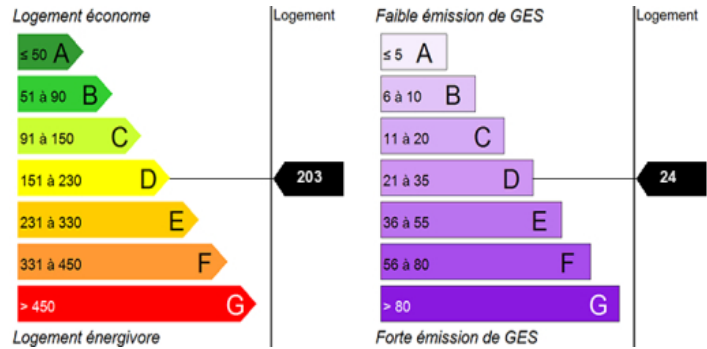 Logement économe
Logement
≤ 50 A
51 à 90 B
91 à 150 C
151 à 230 D
203
231 à 330 E
331 à 450 F
> 450 G
Logement énergivore
Faible émission de GES
Logement
≤ 5 A
6 à 10 B
11 à 20 C
21 à 35 D
24
36 à 55 E
56 à 80 F
> 80 G
Forte émission de GES